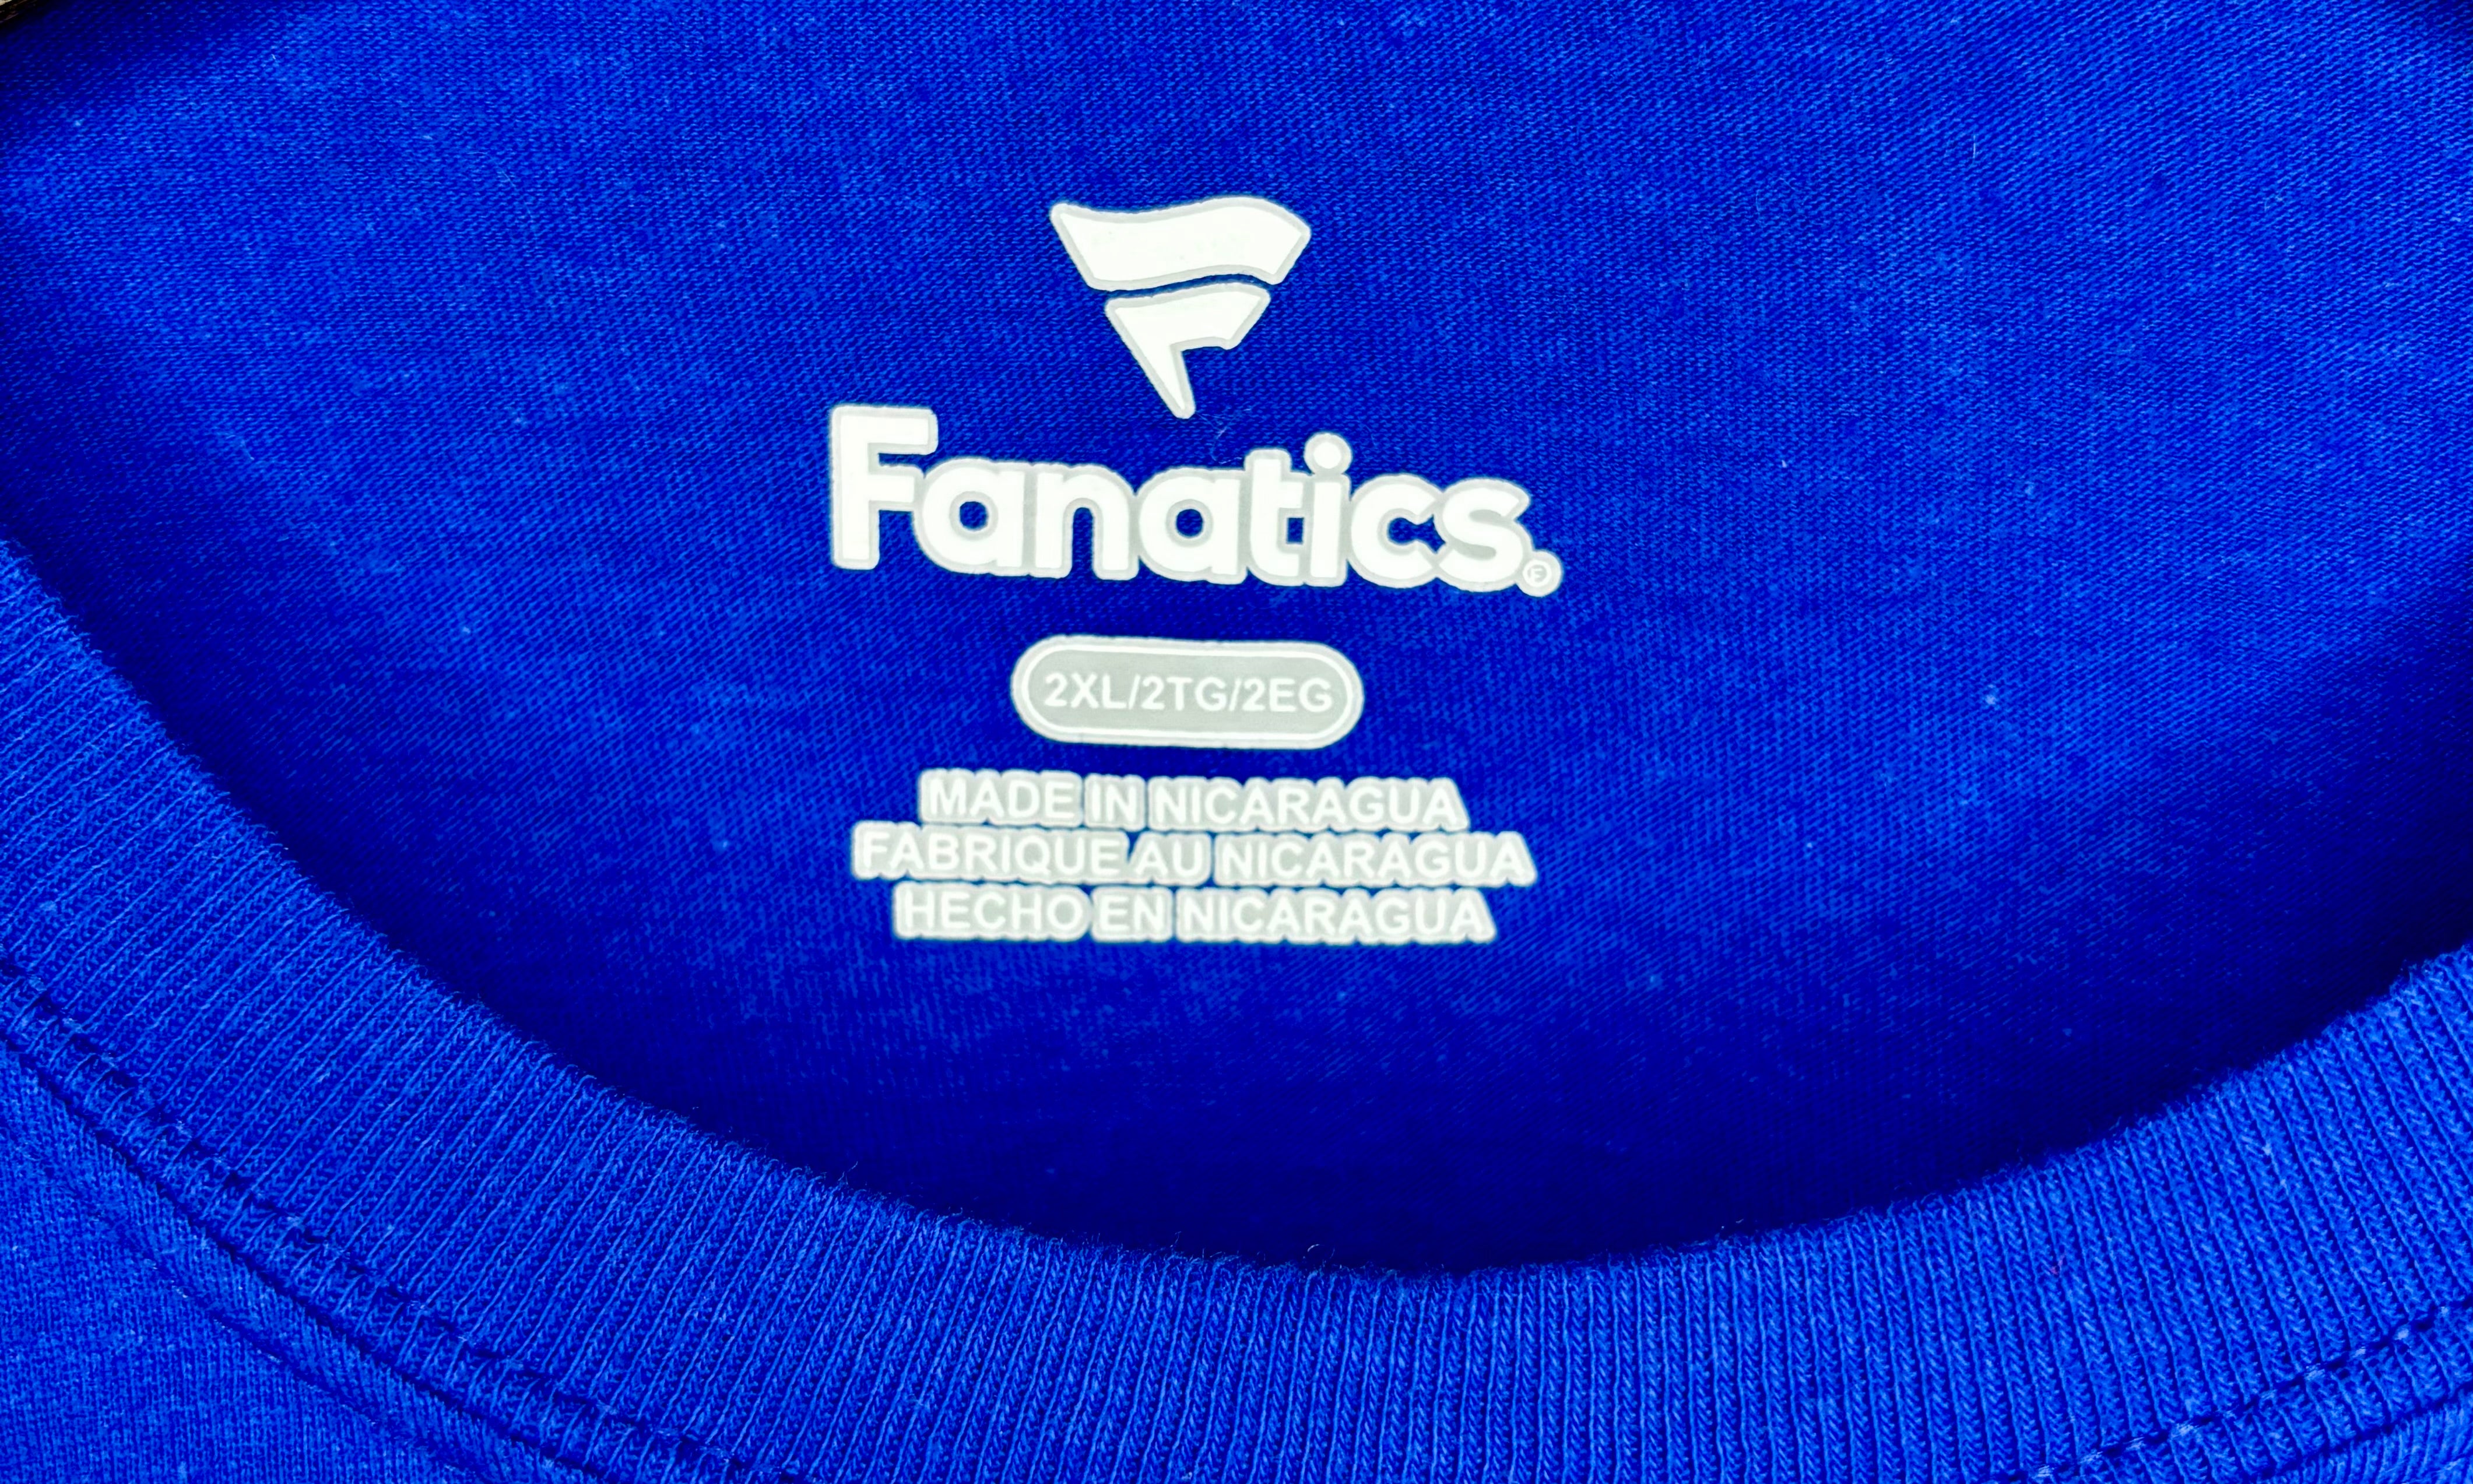 Fanatics.
2XL/2TG/2EG
MADE IN NICARAGUA
FABRIQUE AU NICARAGUA
HECHO EN NICARAGUA